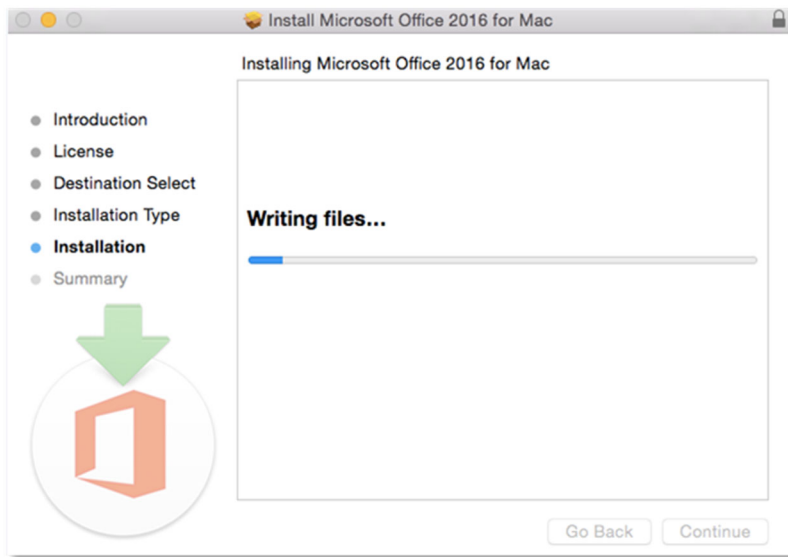 Install Microsoft Office 2016 for Mac
Installing Microsoft Office 2016 for Mac
Introduction
License
Destination Select
Installation Type
Installation
Summary
Writing files...
Go Back
Continue